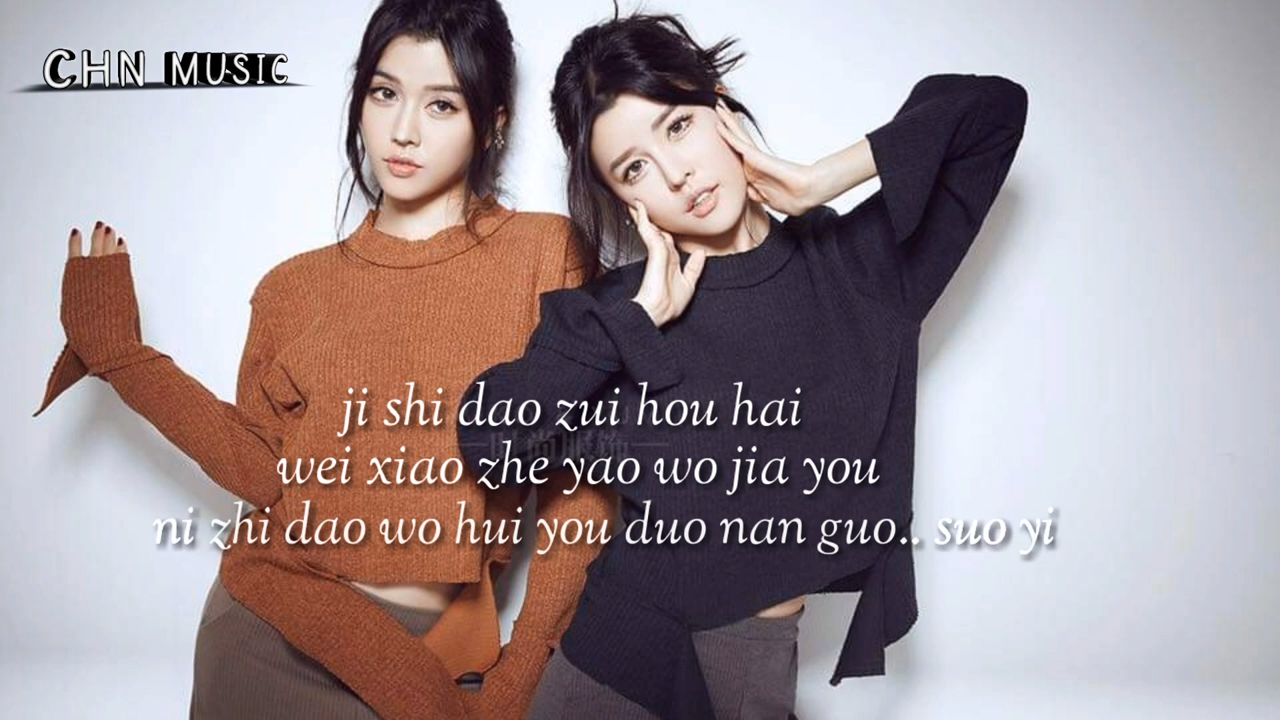 CHN MUSIC
ji shi dao zui hou hai
wei xiao zhe yao wo jia you
ni zhi dao wo hui you duo nan guo.. suo yi